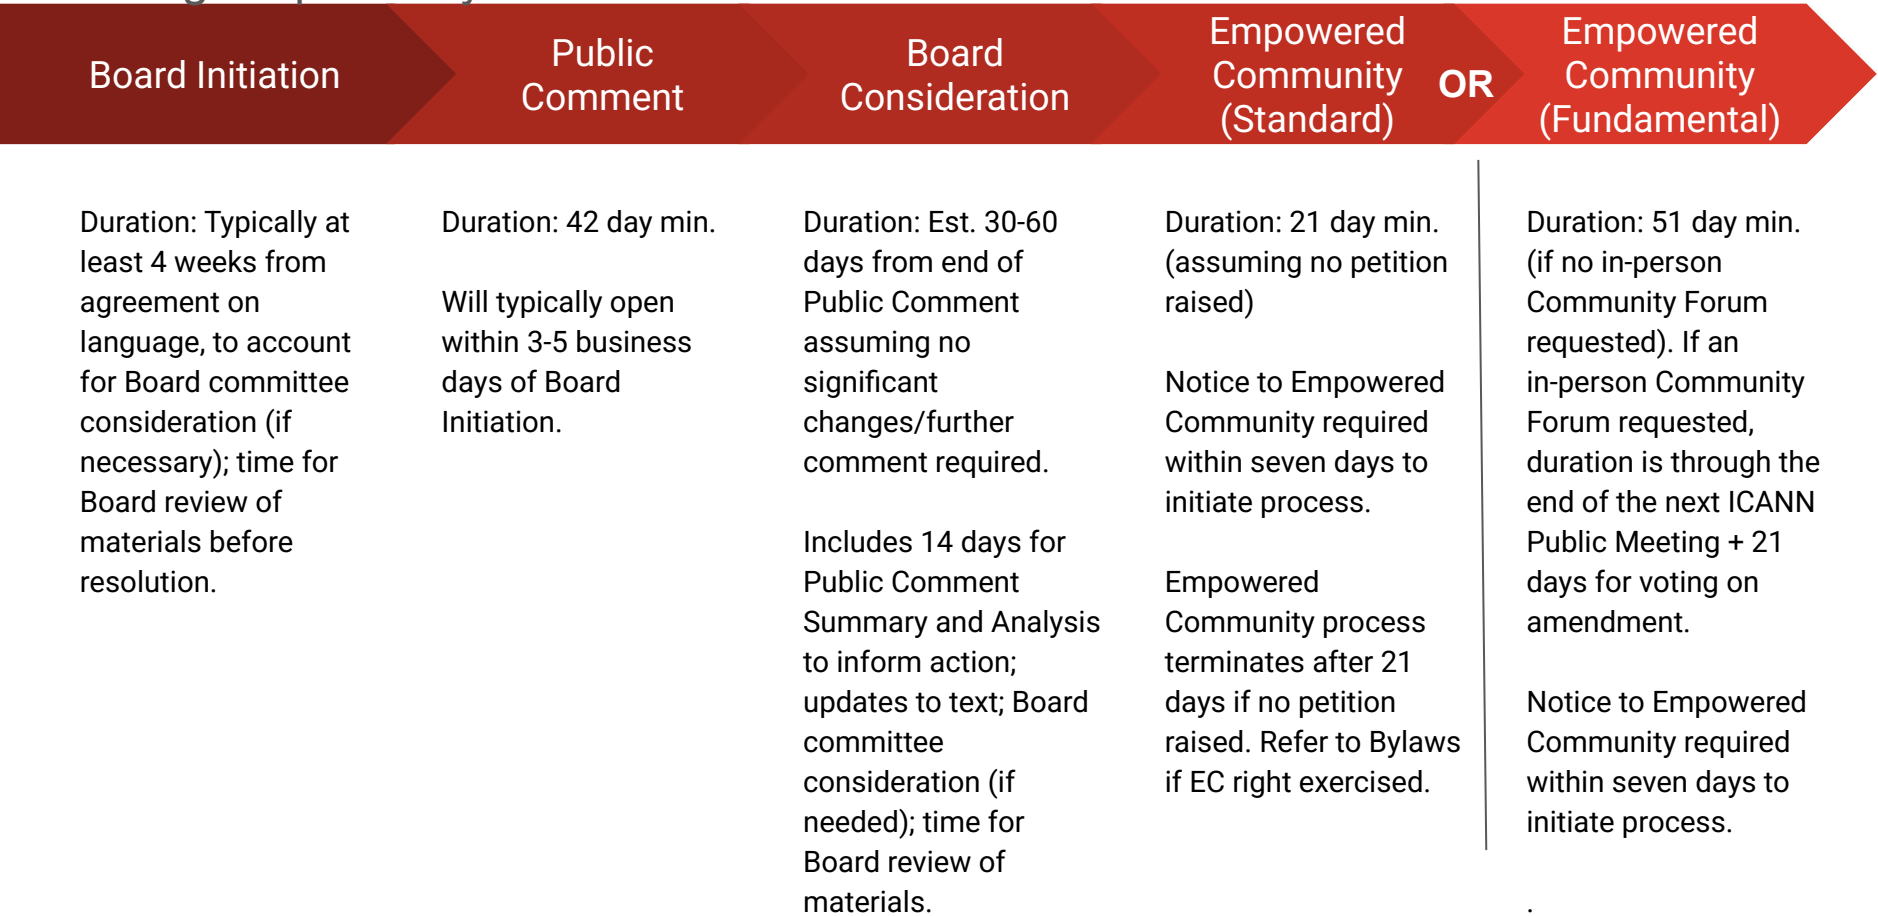 Board Initiation
Public
Comment
Board
Consideration
Empowered
Community
(Standard)
OR
Empowered
Community
(Fundamental)
Duration: Typically at
least 4 weeks from
agreement on
language, to account
for Board committee
consideration (if
necessary); time for
Board review of
materials before
resolution.
Duration: 42 day min.
Will typically open
within 3-5 business
days of Board
Initiation.
Duration: Est. 30-60
days from end of
Public Comment
assuming no
significant
changes/further
comment required.
Includes 14 days for
Public Comment
Summary and Analysis
to inform action;
updates to text; Board
committee
consideration (if
needed); time for
Board review of
materials.
Duration: 21 day min.
(assuming no petition
raised)
Notice to Empowered
Community required
within seven days to
initiate process.
Empowered
Community process
terminates after 21
days if no petition
raised. Refer to Bylaws
if EC right exercised.
Duration: 51 day min.
(if no in-person
Community Forum
requested). If an
in-person Community
Forum requested,
duration is through the
end of the next ICANN
Public Meeting + 21
days for voting on
amendment.
Notice to Empowered
Community required
within seven days to
initiate process.
.